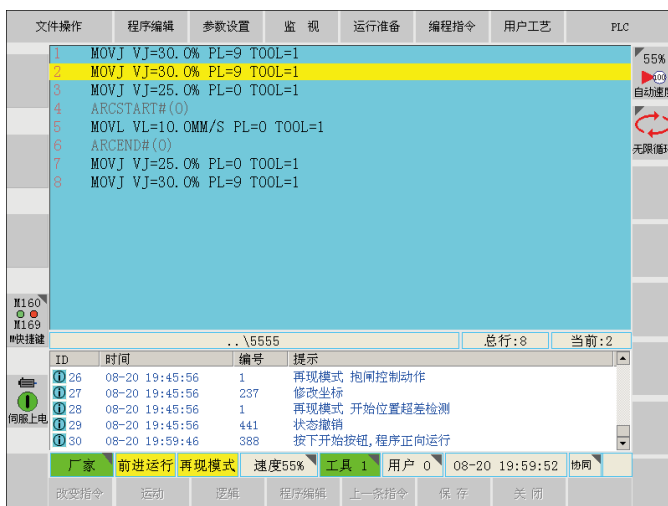 文件操作 程序编辑 参数设置 监 视 运行准备 编程指令 用户工艺 PLC
1 MOVJ VJ=30.0% PL=9 TOOL=1
2 MOVJ VJ=30.0% PL=9 TOOL=1
3 MOVJ VJ=25.0% PL=0 TOOL=1
4 ARCSTART#(0)
5 MOVL VL=10.0MM/S PL=0 TOOL=1
6 ARCEND#(0)
7 MOVJ VJ=25.0% PL=0 TOOL=1
8 MOVJ VJ=30.0% PL=9 TOOL=1
55%
100
自动速度
无限循环
M160
M169
M快捷键
伺服上电
..\5555 总行:8 当前:2
ID 时间 编号 提示
26 08-20 19:45:56 1 再现模式 抱闸控制动作
27 08-20 19:45:56 237 修改坐标
28 08-20 19:45:56 1 再现模式 开始位置超差检测
29 08-20 19:45:56 441 状态撤销
30 08-20 19:59:46 388 按下开始按钮,程序正向运行
厂家 前进运行 再现模式 速度55% 工具 1 用户 0 08-20 19:59:52 协同
改变指令 运动 逻辑 程序编辑 上一条指令 保 存 关 闭